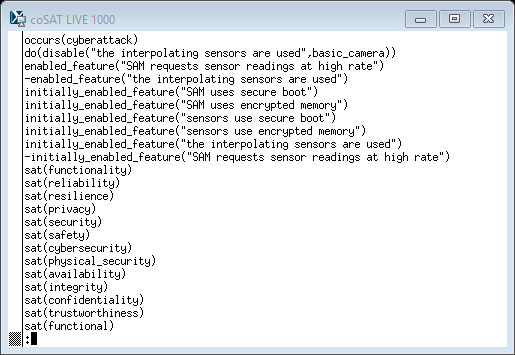 coSAT LIVE 1000
occurs(cyberattack)
do(disable("the interpolating sensors are used",basic_camera))
enabled_feature("SAM requests sensor readings at high rate")
-enabled_feature("the interpolating sensors are used")
initially_enabled_feature("SAM uses secure boot")
initially_enabled_feature("SAM uses encrypted memory")
initially_enabled_feature("sensors use secure boot")
initially_enabled_feature("sensors use encrypted memory")
initially_enabled_feature("the interpolating sensors are used")
-initially_enabled_feature("SAM requests sensor readings at high rate")
sat(functionality)
sat(reliability)
sat(resilience)
sat(privacy)
sat(security)
sat(safety)
sat(cybersecurity)
sat(physical_security)
sat(availability)
sat(integrity)
sat(confidentiality)
sat(trustworthiness)
sat(functional)
: